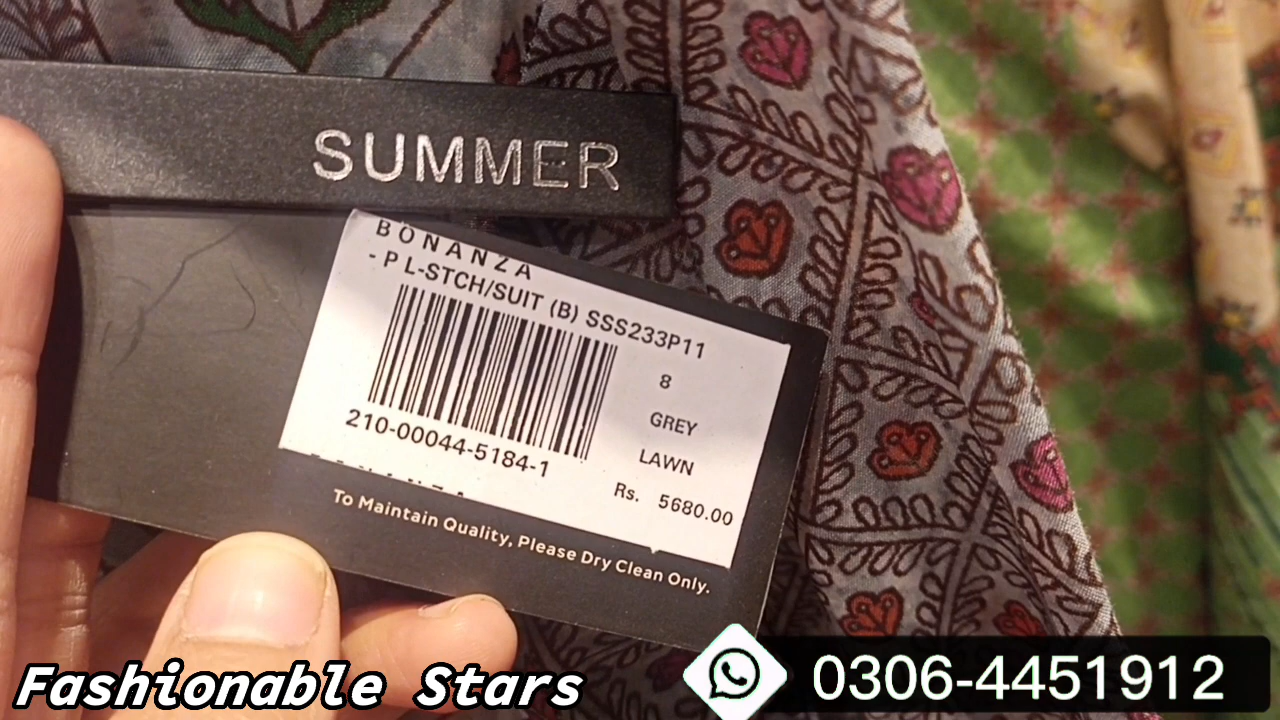 SUMMER
BONANZA
- P L-STCH/SUIT (B) SSS233P11
8
GREY
LAWN
Rs. 5680.00
210-00044-5184-1
To Maintain Quality, Please Dry Clean Only.
Fashionable Stars
0306-4451912